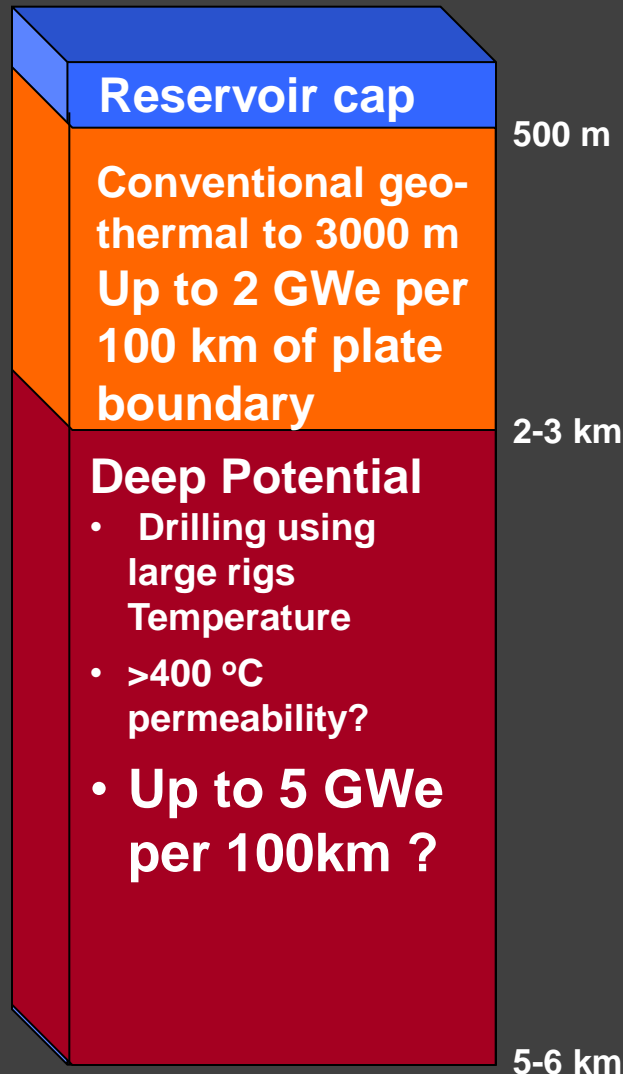 Reservoir cap
500 m
Conventional geo-
thermal to 3000 m
Up to 2 GWe per
100 km of plate
boundary
2-3 km
Deep Potential
• Drilling using
large rigs
Temperature
• >400 ºC
permeability?
• Up to 5 GWe
per 100km ?
5-6 km